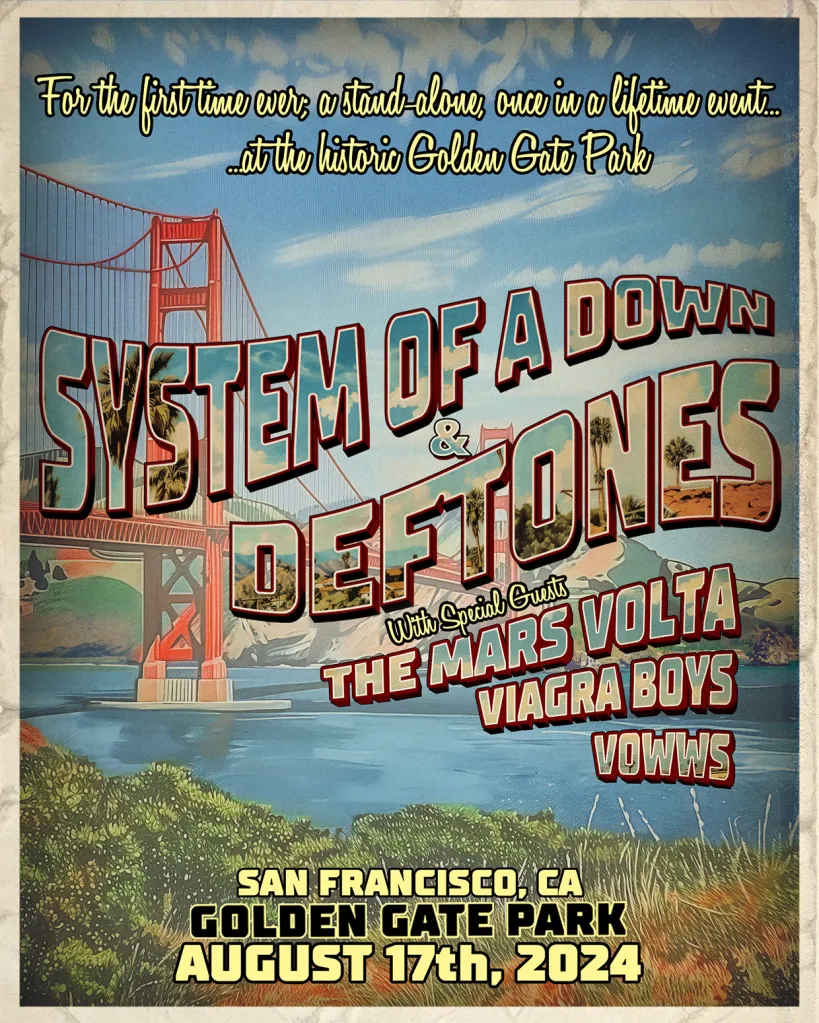 For the first time ever; a stand-alone, once in a lifetime event...
...at the historic Golden Gate Park
SYSTEM OF A DOWN
&
DEFTONES
With Special Guests
THE MARS VOLTA
VIAGRA BOYS
VOWWS
SAN FRANCISCO, CA
GOLDEN GATE PARK
AUGUST 17th, 2024